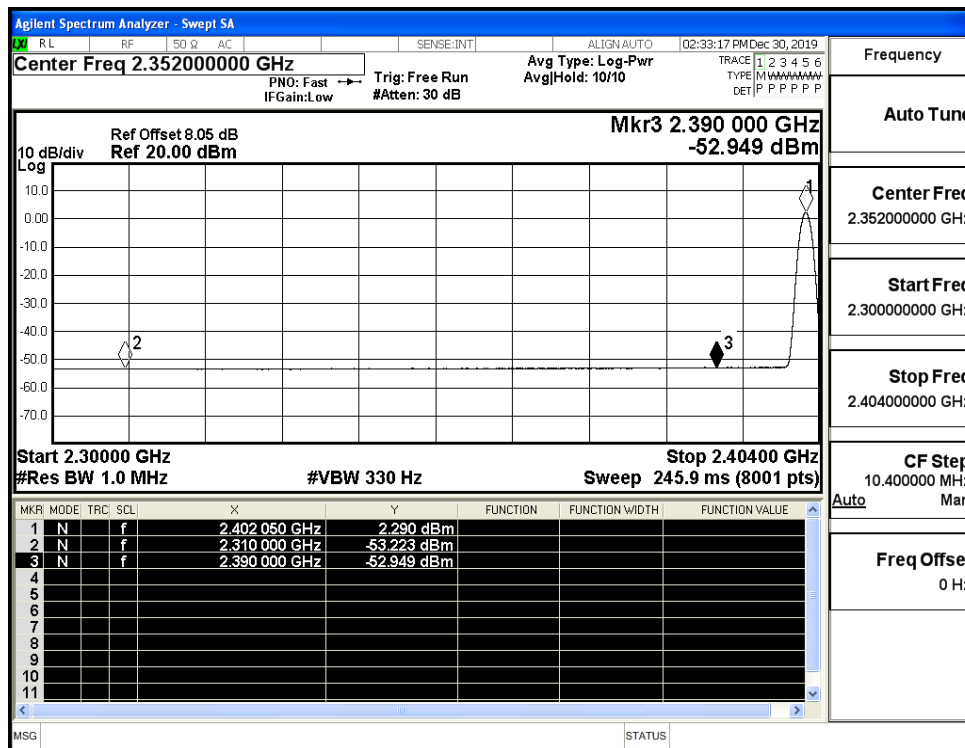 Agilent Spectrum Analyzer - Swept SA
LXI RL RF 50 Ω AC SENSE:INT ALIGN AUTO 02:33:17 PM Dec 30, 2019
Center Freq 2.352000000 GHz
PNO: Fast
IFGain:Low
Trig: Free Run
#Atten: 30 dB
Avg Type: Log-Pwr
Avg|Hold: 10/10
TRACE 1 2 3 4 5 6
TYPE M W W W W W
DET P P P P P P
Ref Offset 8.05 dB
10 dB/div Ref 20.00 dBm
Log
Mkr3 2.390 000 GHz
-52.949 dBm
10.0
0.00
-10.0
-20.0
-30.0
-40.0
-50.0
-60.0
-70.0
1
2
3
Start 2.30000 GHz Stop 2.40400 GHz
#Res BW 1.0 MHz #VBW 330 Hz Sweep 245.9 ms (8001 pts)
MKR MODE TRC SCL X Y FUNCTION FUNCTION WIDTH FUNCTION VALUE
1 N f 2.402 050 GHz 2.290 dBm
2 N f 2.310 000 GHz -53.223 dBm
3 N f 2.390 000 GHz -52.949 dBm
4
5
6
7
8
9
10
11
MSG STATUS
Frequency
Auto Tune
Center Freq
2.352000000 GHz
Start Freq
2.300000000 GHz
Stop Freq
2.404000000 GHz
CF Step
10.400000 MHz
Auto Man
Freq Offset
0 Hz